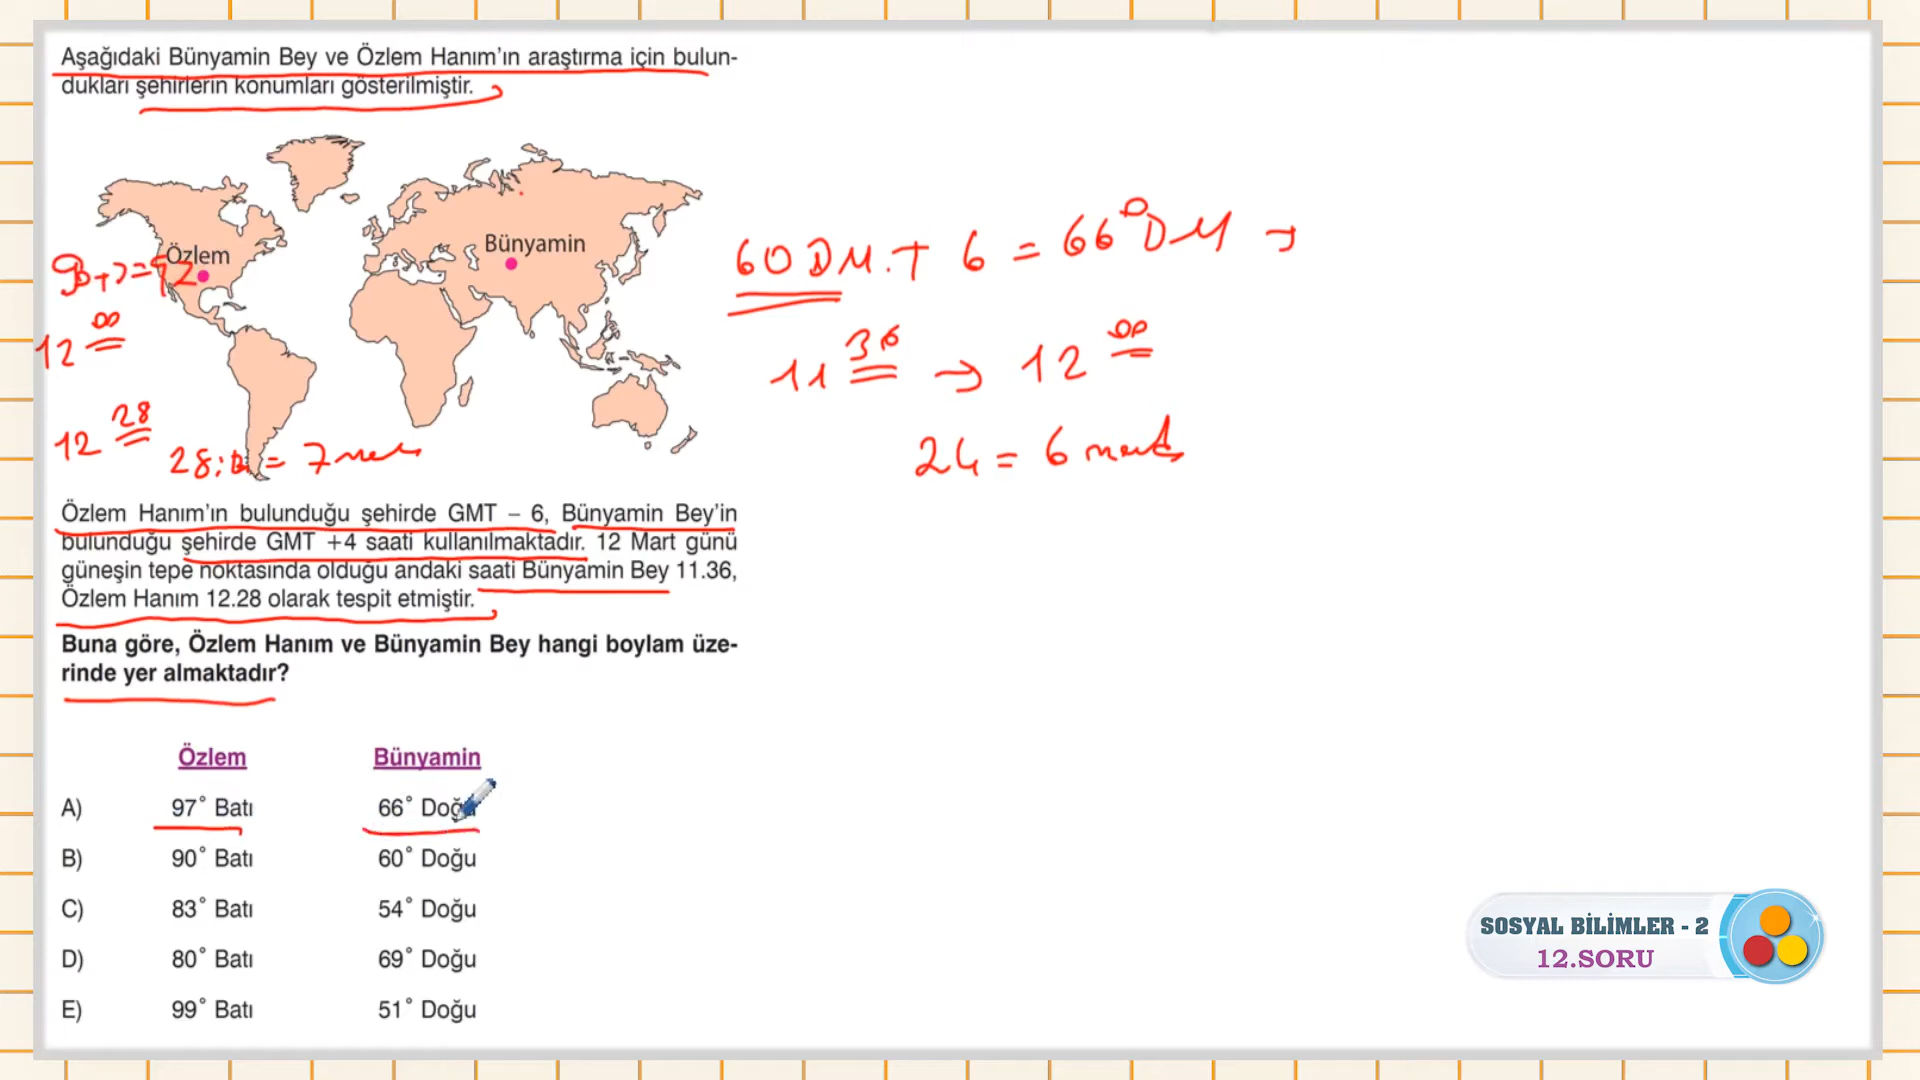 Aşağıdaki Bünyamin Bey ve Özlem Hanım'ın araştırma için bulun-
dukları şehirlerin konumları gösterilmiştir.
Özlem
Bünyamin
12 00
12 28
60 DM. + 6 = 66° DM →
11 36 → 12 00
24 = 6
Özlem Hanım'ın bulunduğu şehirde GMT – 6, Bünyamin Bey'in
bulunduğu şehirde GMT +4 saati kullanılmaktadır. 12 Mart günü
güneşin tepe noktasında olduğu andaki saati Bünyamin Bey 11.36,
Özlem Hanım 12.28 olarak tespit etmiştir.
Buna göre, Özlem Hanım ve Bünyamin Bey hangi boylam üze-
rinde yer almaktadır?
Özlem Bünyamin
A) 97° Batı 66° Doğu
B) 90° Batı 60° Doğu
C) 83° Batı 54° Doğu
D) 80° Batı 69° Doğu
E) 99° Batı 51° Doğu
SOSYAL BİLİMLER - 2
12.SORU